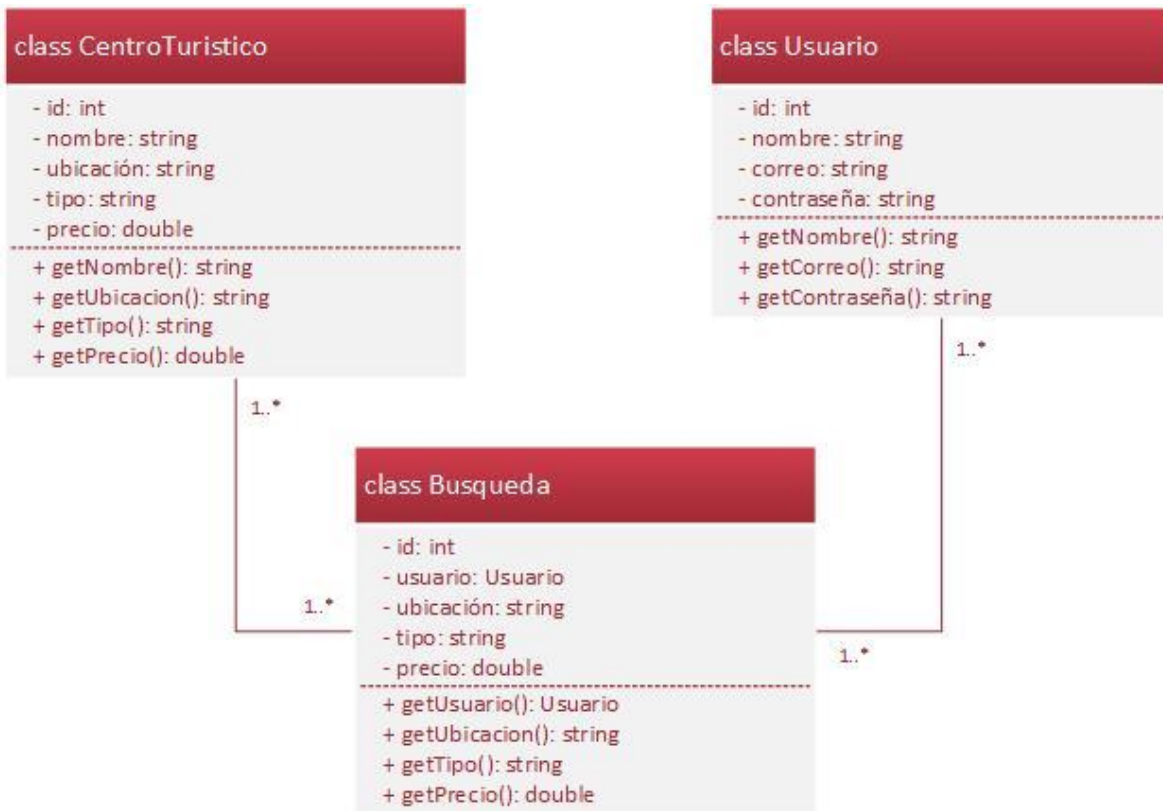 class CentroTuristico
- id: int
- nombre: string
- ubicación: string
- tipo: string
- precio: double
+ getNombre(): string
+ getUbicacion(): string
+ getTipo(): string
+ getPrecio(): double
class Usuario
- id: int
- nombre: string
- correo: string
- contraseña: string
+ getNombre(): string
+ getCorreo(): string
+ getContraseña(): string
1..*
1..*
class Busqueda
- id: int
- usuario: Usuario
- ubicación: string
- tipo: string
- precio: double
+ getUsuario(): Usuario
+ getUbicacion(): string
+ getTipo(): string
+ getPrecio(): double
1..*
1..*